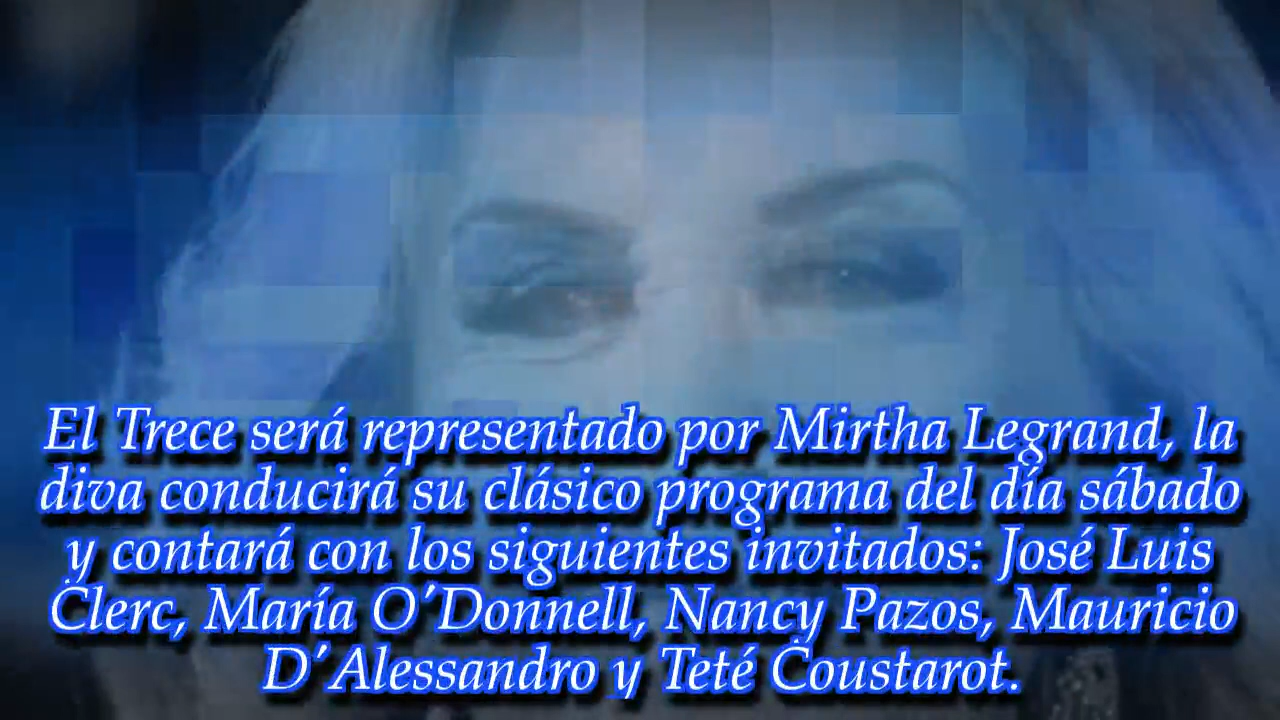 El Trece será representado por Mirtha Legrand, la
diva conducirá su clásico programa del día sábado
y contará con los siguientes invitados: José Luis
Clerc, María O'Donnell, Nancy Pazos, Mauricio
D'Alessandro y Teté Coustarot.